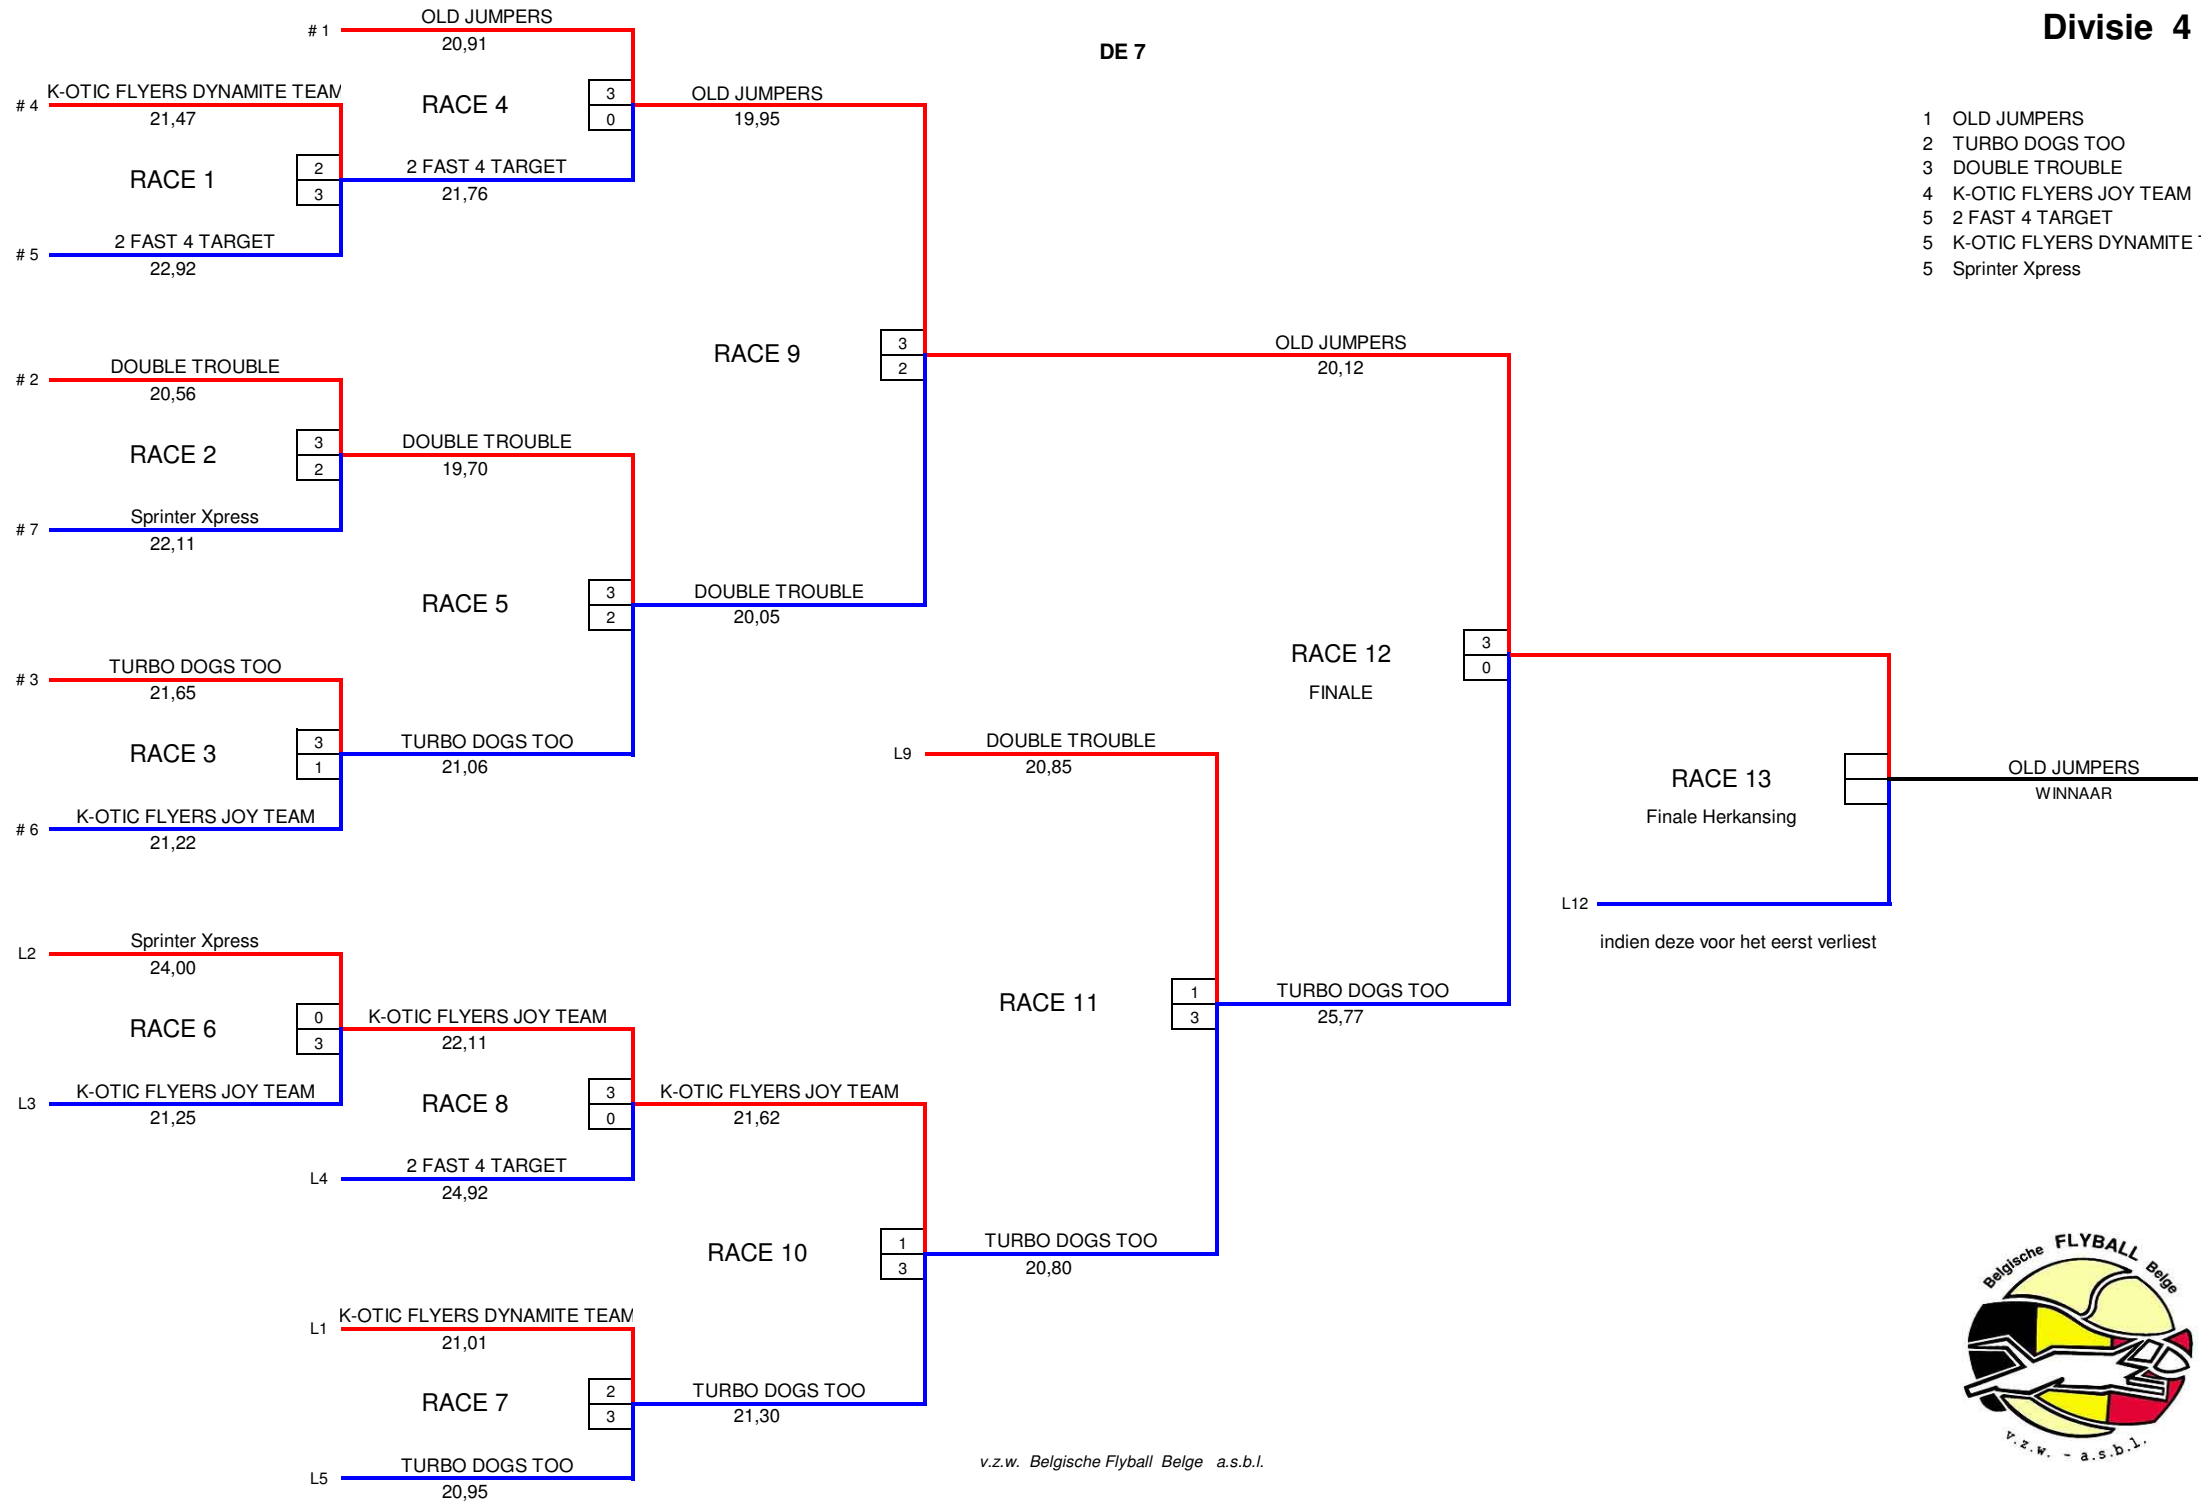 Divisie 4
DE 7
1 OLD JUMPERS
2 TURBO DOGS TOO
3 DOUBLE TROUBLE
4 K-OTIC FLYERS JOY TEAM
5 2 FAST 4 TARGET
5 K-OTIC FLYERS DYNAMITE
5 Sprinter Xpress
# 1 OLD JUMPERS
20,91
# 4 K-OTIC FLYERS DYNAMITE TEAM
21,47
RACE 4
3
0
OLD JUMPERS
19,95
RACE 1
2
3
2 FAST 4 TARGET
21,76
# 5 2 FAST 4 TARGET
22,92
RACE 9
3
2
OLD JUMPERS
20,12
# 2 DOUBLE TROUBLE
20,56
RACE 2
3
2
DOUBLE TROUBLE
19,70
# 7 Sprinter Xpress
22,11
RACE 5
3
2
DOUBLE TROUBLE
20,05
# 3 TURBO DOGS TOO
21,65
RACE 3
3
1
TURBO DOGS TOO
21,06
# 6 K-OTIC FLYERS JOY TEAM
21,22
RACE 12
FINALE
3
0
L9 DOUBLE TROUBLE
20,85
RACE 13
Finale Herkansing
OLD JUMPERS
WINNAAR
L12
indien deze voor het eerst verliest
L2 Sprinter Xpress
24,00
RACE 6
0
3
K-OTIC FLYERS JOY TEAM
22,11
L3 K-OTIC FLYERS JOY TEAM
21,25
RACE 8
3
0
K-OTIC FLYERS JOY TEAM
21,62
L4 2 FAST 4 TARGET
24,92
RACE 11
1
3
TURBO DOGS TOO
25,77
RACE 10
1
3
TURBO DOGS TOO
20,80
L1 K-OTIC FLYERS DYNAMITE TEAM
21,01
RACE 7
2
3
TURBO DOGS TOO
21,30
L5 TURBO DOGS TOO
20,95
v.z.w. Belgische Flyball Belge a.s.b.l.
Belgische FLYBALL Belge
v.z.w. - a.s.b.l.